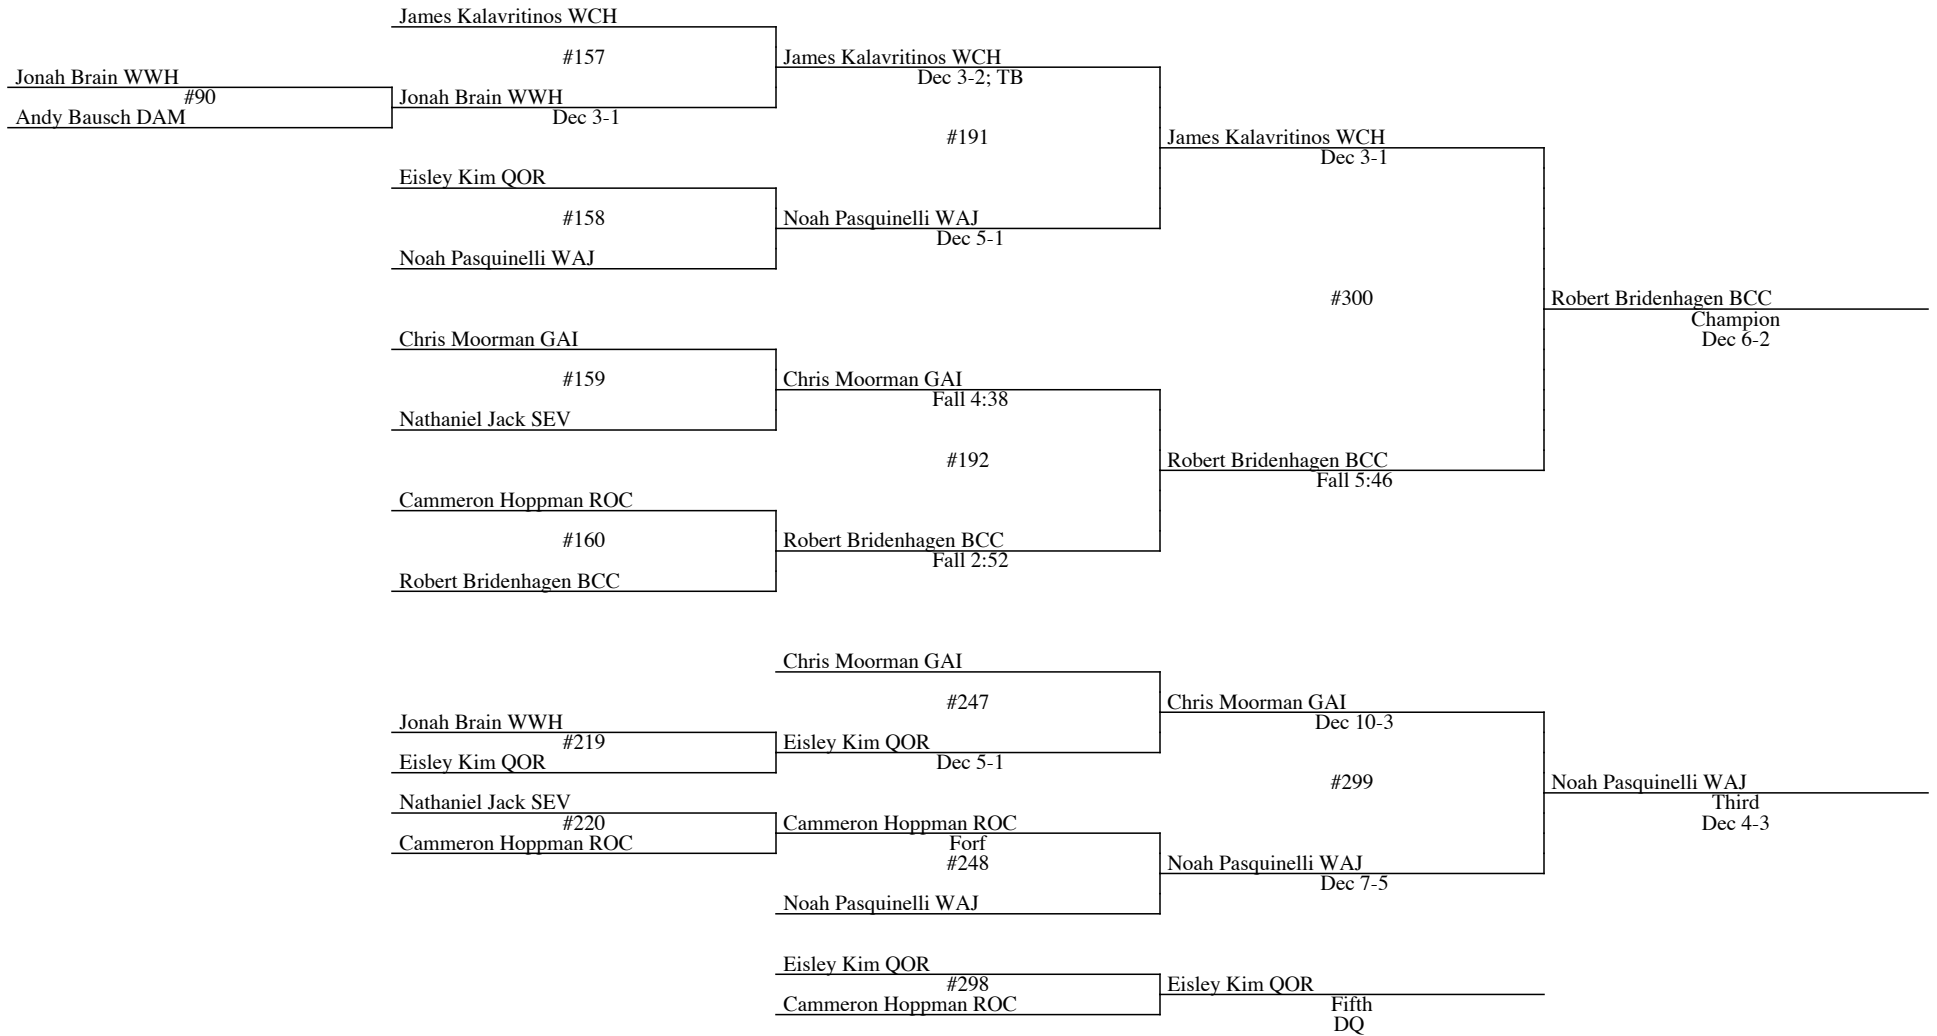 James Kalavritinos WCH
#157
James Kalavritinos WCH
Dec 3-2; TB
Jonah Brain WWH
#90
Andy Bausch DAM
Jonah Brain WWH
Dec 3-1
#191
James Kalavritinos WCH
Dec 3-1
Eisley Kim QOR
#158
Noah Pasquinelli WAJ
Dec 5-1
Noah Pasquinelli WAJ
#300
Robert Bridenhagen BCC
Champion
Dec 6-2
Chris Moorman GAI
#159
Chris Moorman GAI
Fall 4:38
Nathaniel Jack SEV
#192
Robert Bridenhagen BCC
Fall 5:46
Cammeron Hoppman ROC
#160
Robert Bridenhagen BCC
Fall 2:52
Robert Bridenhagen BCC
Chris Moorman GAI
#247
Chris Moorman GAI
Dec 10-3
Jonah Brain WWH
#219
Eisley Kim QOR
Eisley Kim QOR
Dec 5-1
#299
Noah Pasquinelli WAJ
Third
Dec 4-3
Nathaniel Jack SEV
#220
Cammeron Hoppman ROC
Cammeron Hoppman ROC
Forf
#248
Noah Pasquinelli WAJ
Dec 7-5
Noah Pasquinelli WAJ
Eisley Kim QOR
#298
Cammeron Hoppman ROC
Eisley Kim QOR
Fifth
DQ